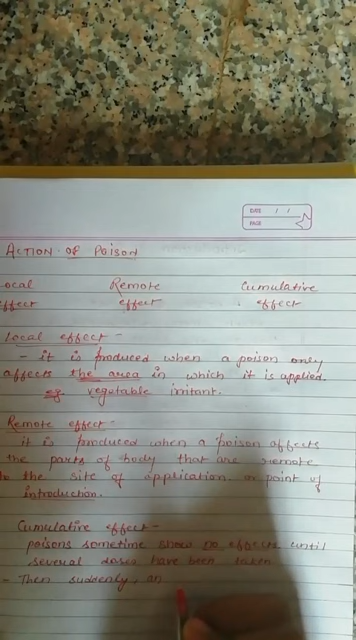 DATE / /
PAGE
ACTION OF POISON
ocal Remote Cumulative
ffect effect effect
Local effect -
- it is produced when a poison only
affects the area in which it is applied.
eg vegetable irritant.
Remote effect:-
it is produced when a poison affects
the parts of body that are remote
to the site of application or point of
introduction.
Cumulative effect -
poisons sometime show no effects until
several doses have been taken
- Then suddenly, an